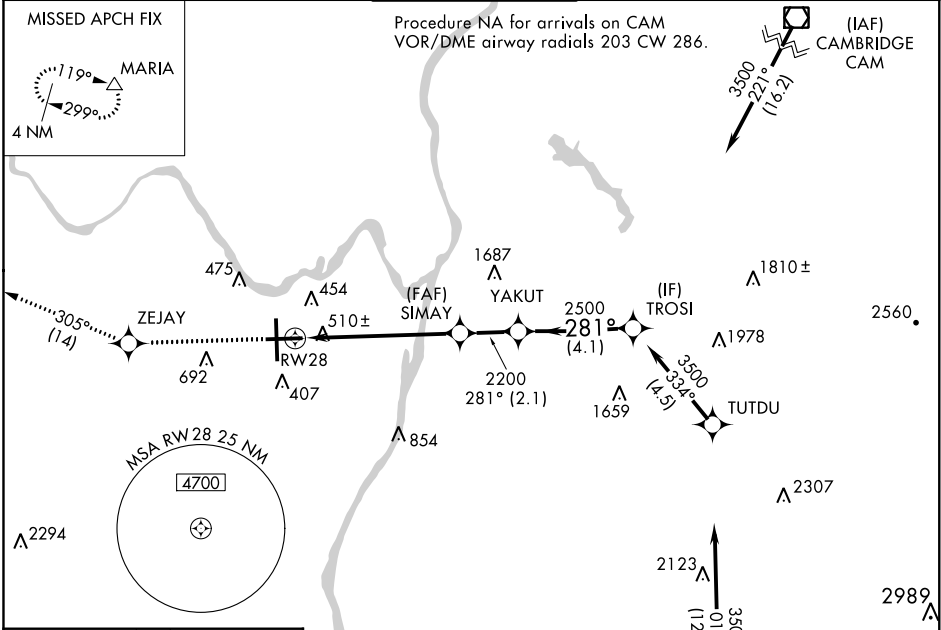 MISSED APCH FIX
119°
MARIA
299°
4 NM
Procedure NA for arrivals on CAM
VOR/DME airway radials 203 CW 286.
(IAF)
CAMBRIDGE
CAM
3500
221°
(16.2)
475
454
1687
1810±
(FAF)
SIMAY
YAKUT
2500
281°
(4.1)
(IF)
TROSI
2560
305°
(14)
ZEJAY
510±
RW28
1978
692
407
2200
281° (2.1)
1659
3500
334°
(4.5)
TUTDU
854
MSA RW 28 25 NM
4700
2307
2294
2123
2989